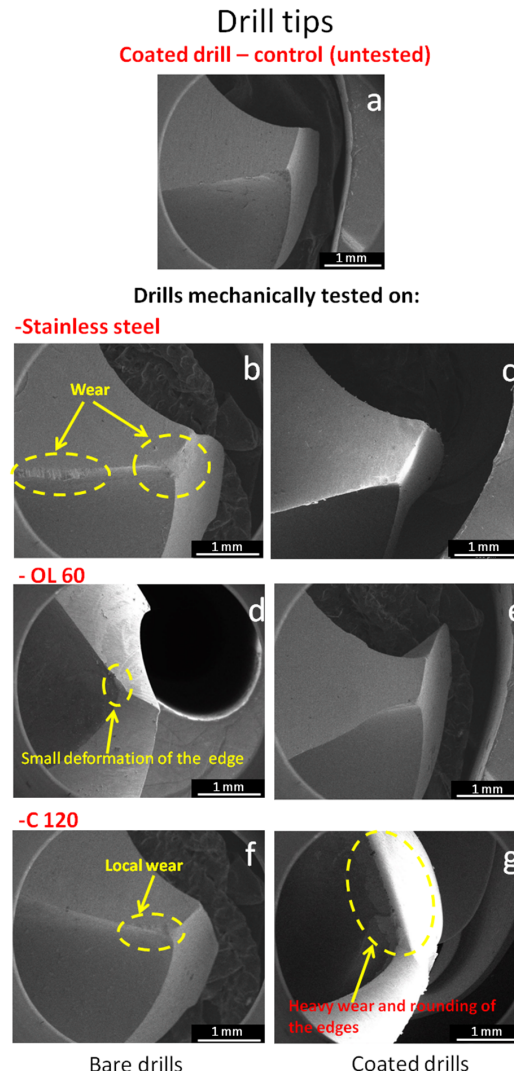 Drill tips
Coated drill – control (untested)
a
1 mm
Drills mechanically tested on:
-Stainless steel
b
Wear
1 mm
c
1 mm
- OL 60
d
Small deformation of the edge
1 mm
e
1 mm
-C 120
f
Local wear
1 mm
g
Heavy wear and rounding of
the edges
1 mm
Bare drills
Coated drills